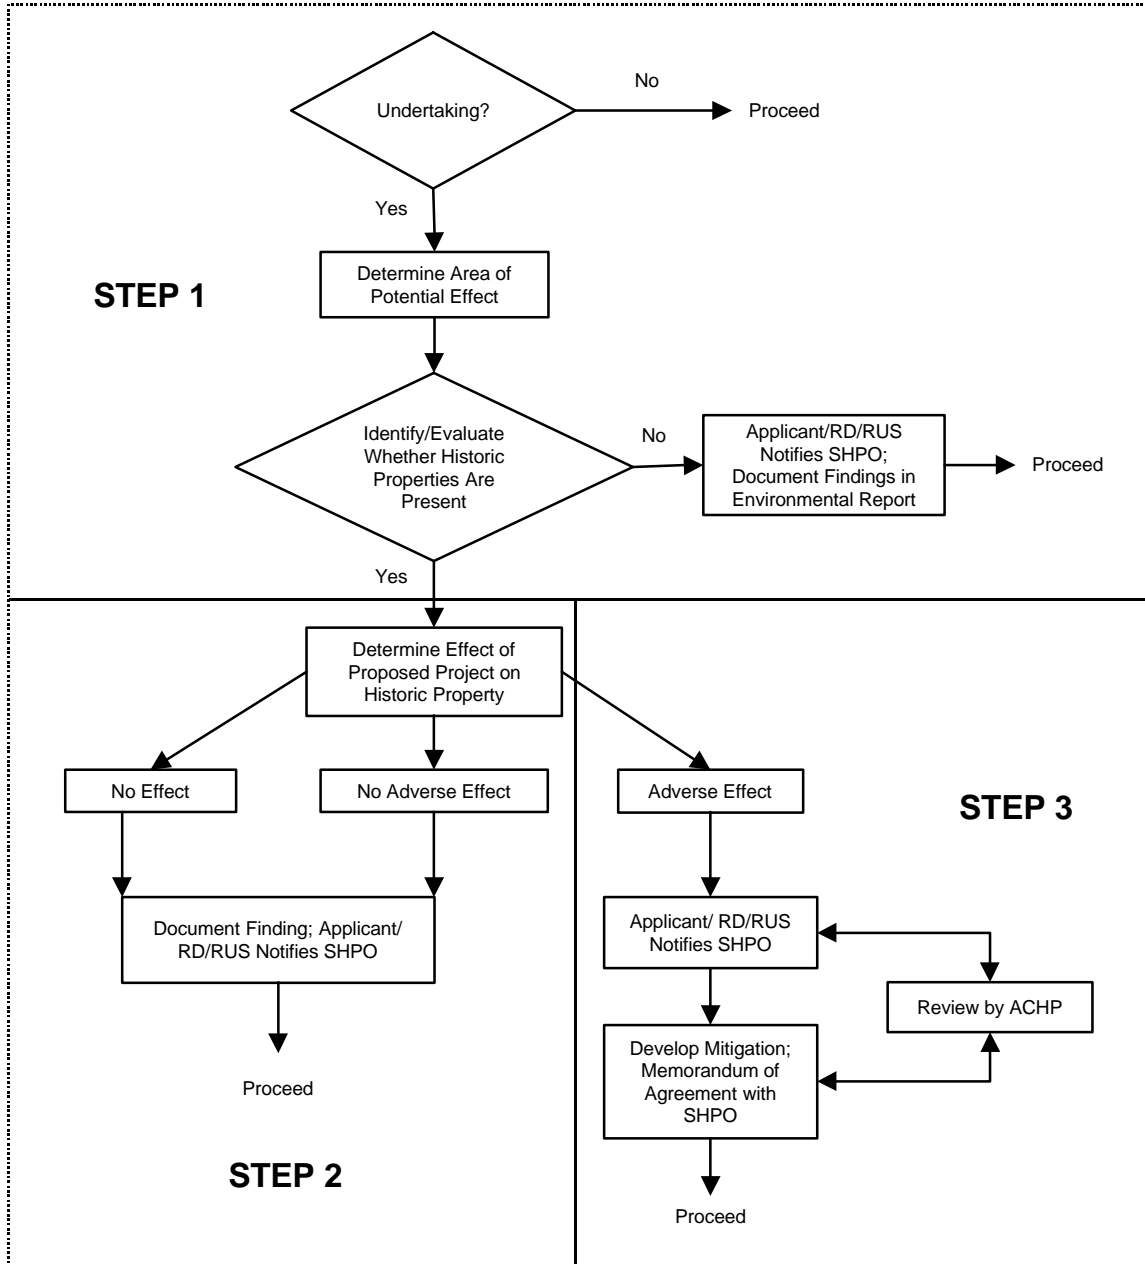 No
Undertaking?
Proceed
Yes
Determine Area of
Potential Effect
STEP 1
Identify/Evaluate
Whether Historic
Properties Are
Present
No
Applicant/RD/RUS
Notifies SHPO;
Document Findings in
Environmental Report
Proceed
Yes
Determine Effect of
Proposed Project on
Historic Property
No Effect
No Adverse Effect
Document Finding; Applicant/
RD/RUS Notifies SHPO
Proceed
STEP 2
Adverse Effect
STEP 3
Applicant/ RD/RUS
Notifies SHPO
Review by ACHP
Develop Mitigation;
Memorandum of
Agreement with
SHPO
Proceed